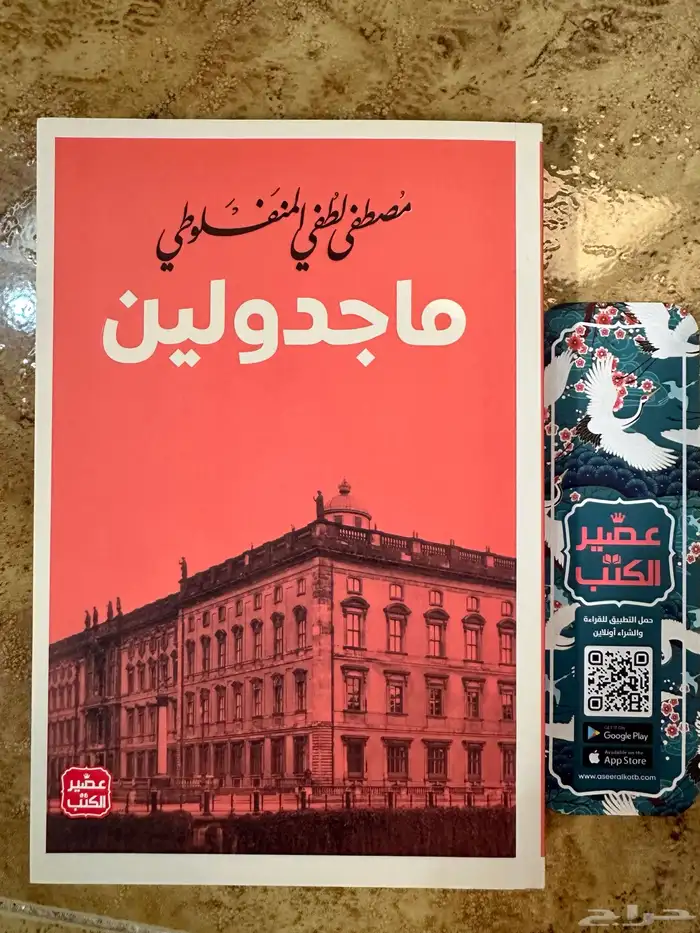 مصطفى لطفي المنفلوطي
ماجدولين
عصير
الكتب
عصير
الكتب
حمل التطبيق للقراءة
والشراء أونلاين
GET IT ON
Google Play
Available on the
App Store
www.aseeralkotb.com
حراج